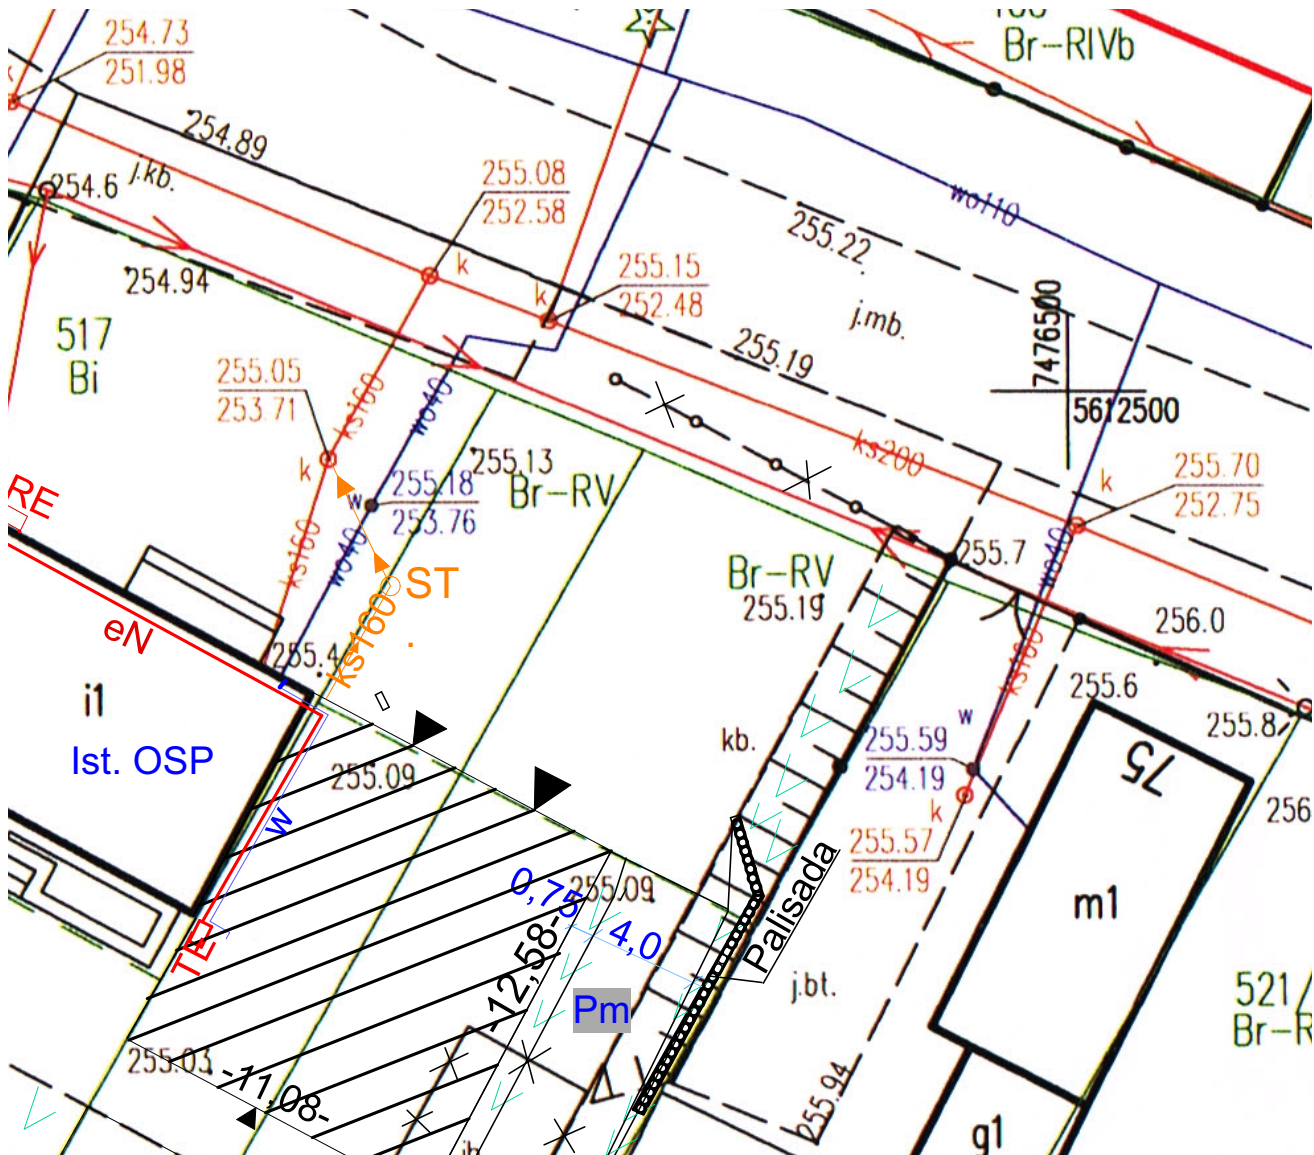 254.73
251.98
Br-RIVb
254.89
j.kb.
254.6
255.08
252.58
k
wo110
255.22
254.94
255.15
252.48
k
j.mb.
7476500
5612500
517
Bi
255.19
255.05
253.71
ks160
wo40
k
255.13
Br-RV
ks200
255.70
252.75
k
w
255.18
253.76
RE
ks160
wo40
ST
ks160
.
wo40
255.7
Br-RV
255.19
256.0
eN
255.4
ks160
255.6
255.8
i1
Ist. OSP
255.09
w
kb.
w
255.59
254.19
75
k
255.57
254.19
256
0,75
255.09
4,0
Palisada
m1
TE
-12,58-
Pm
j.bt.
521/
Br-R
255.03
-11,08-
255.94
g1